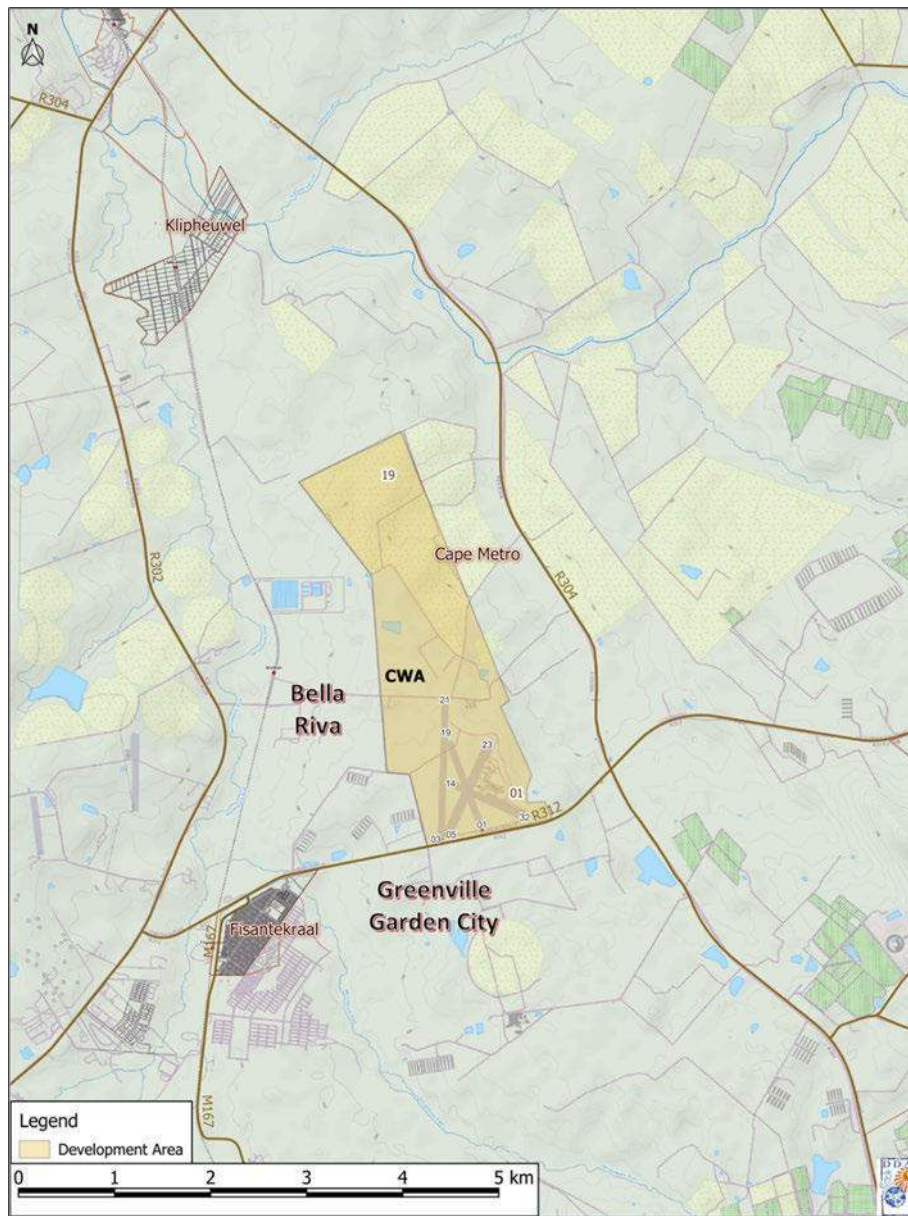 N
R304
Klipheuwel
19
Cape Metro
R302
R304
CWA
Bella
Riva
21
19
23
14
01
R312
32
01
05
03
Greenville
Garden City
Fisantekraal
M167
M167
Legend
Development Area
0 1 2 3 4 5 km